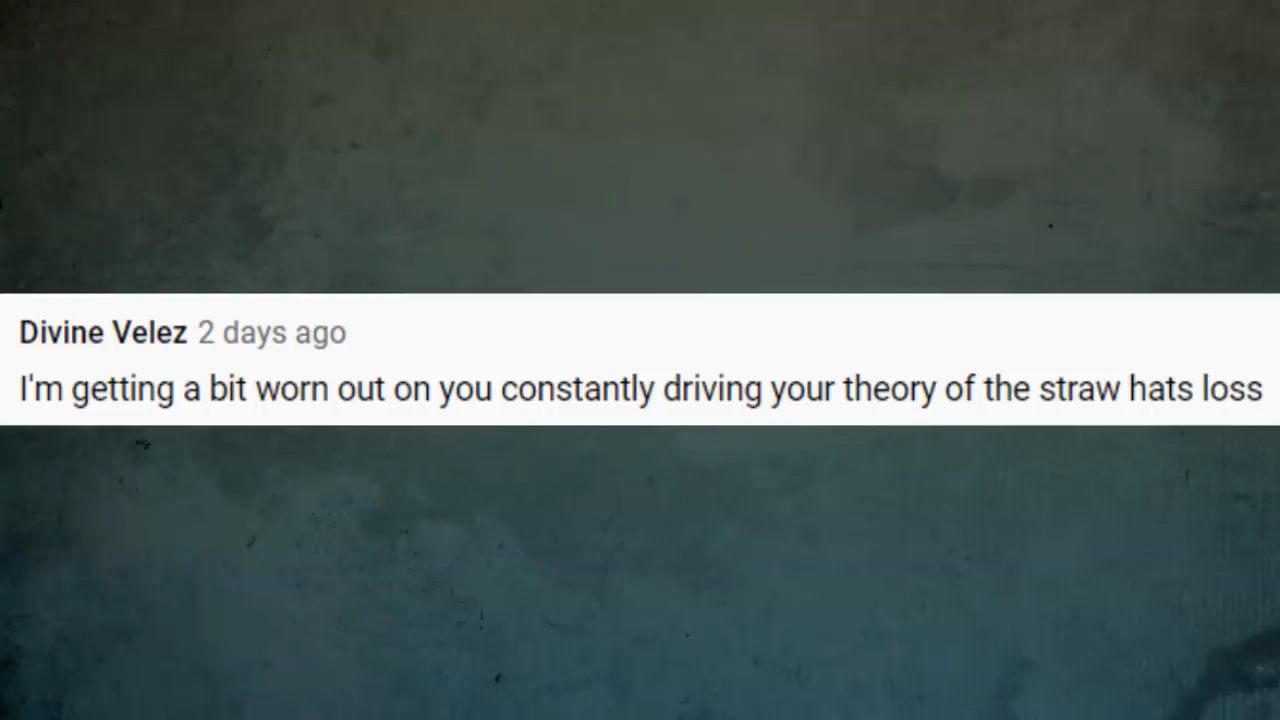 Divine Velez 2 days ago
I'm getting a bit worn out on you constantly driving your theory of the straw hats loss